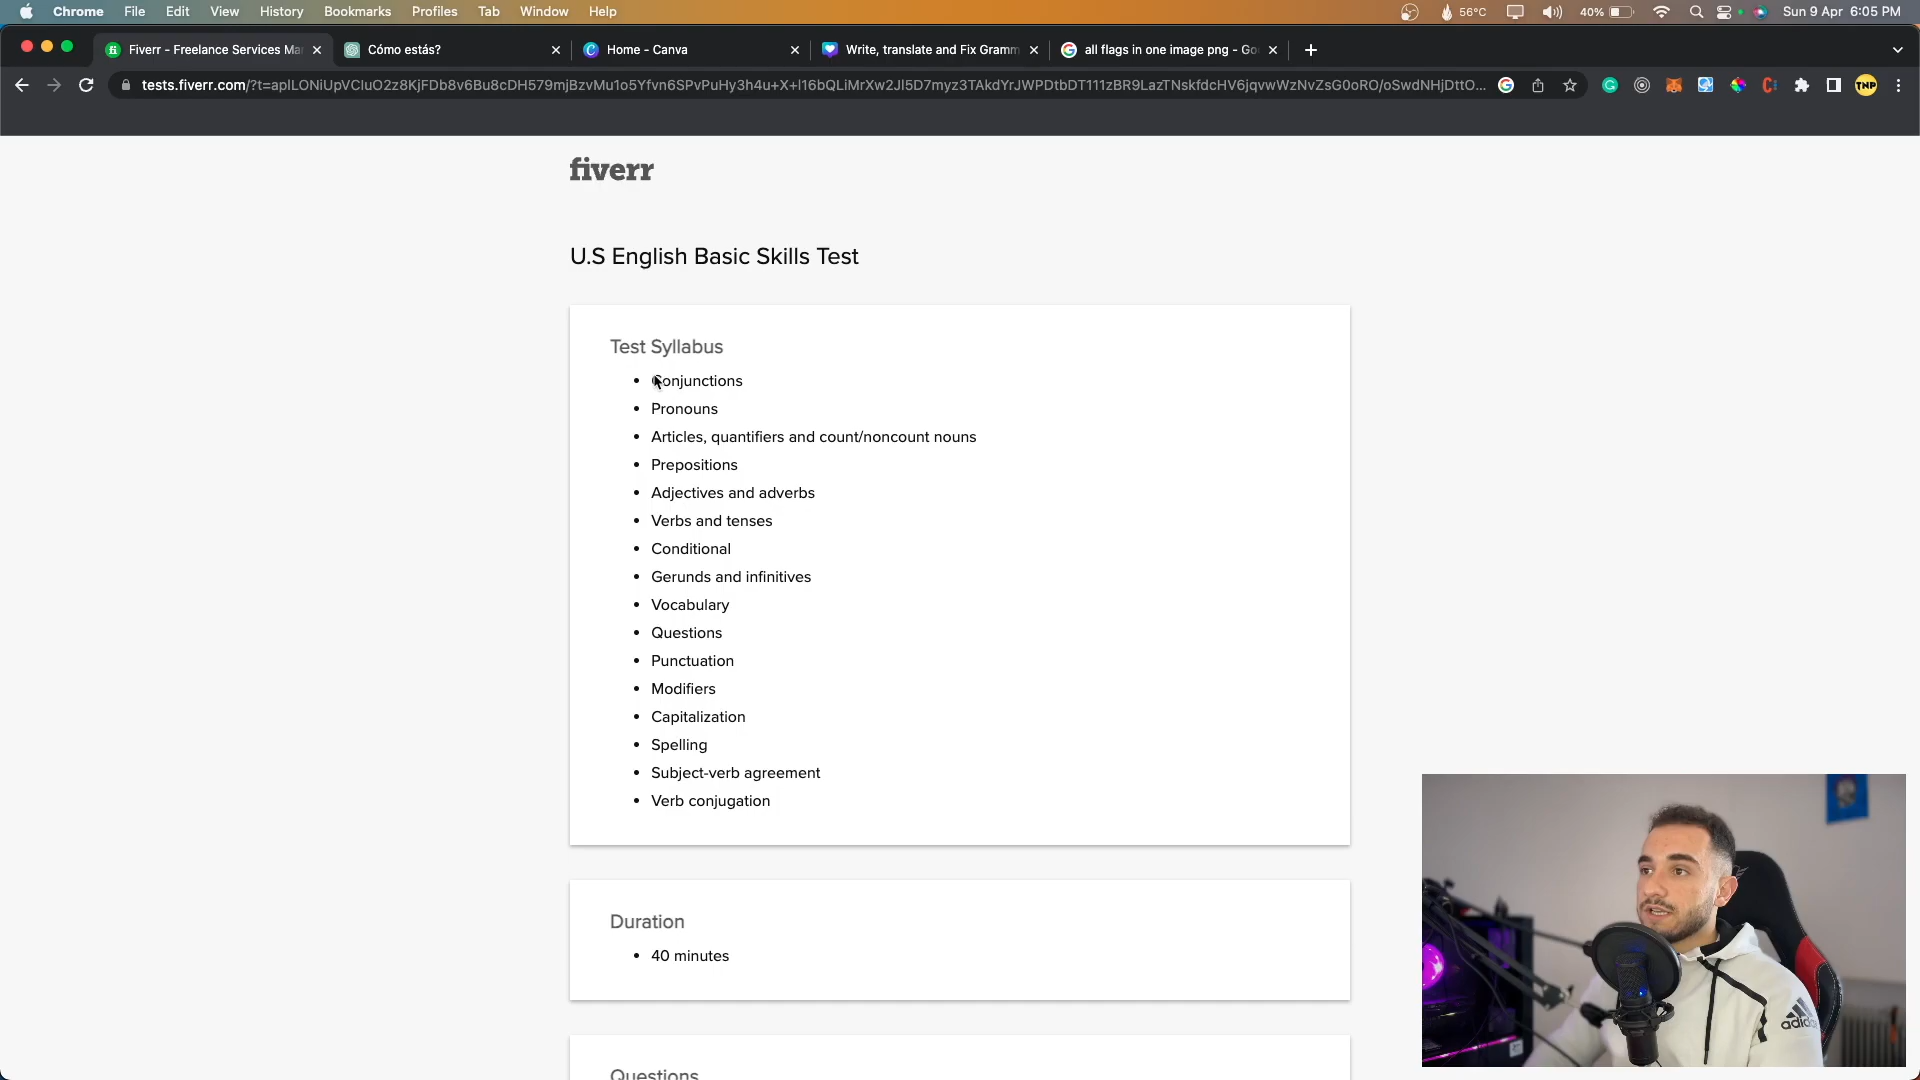 Chrome File Edit View History Bookmarks Profiles Tab Window Help 56°C 40% Sun 9 Apr 6:05 PM
Fiverr - Freelance Services Mar Cómo estás? Home - Canva Write, translate and Fix Gramm all flags in one image png - Go
fiverr
U.S English Basic Skills Test
Test Syllabus
Conjunctions
Pronouns
Articles, quantifiers and count/noncount nouns
Prepositions
Adjectives and adverbs
Verbs and tenses
Conditional
Gerunds and infinitives
Vocabulary
Questions
Punctuation
Modifiers
Capitalization
Spelling
Subject-verb agreement
Verb conjugation
Duration
40 minutes
Questions